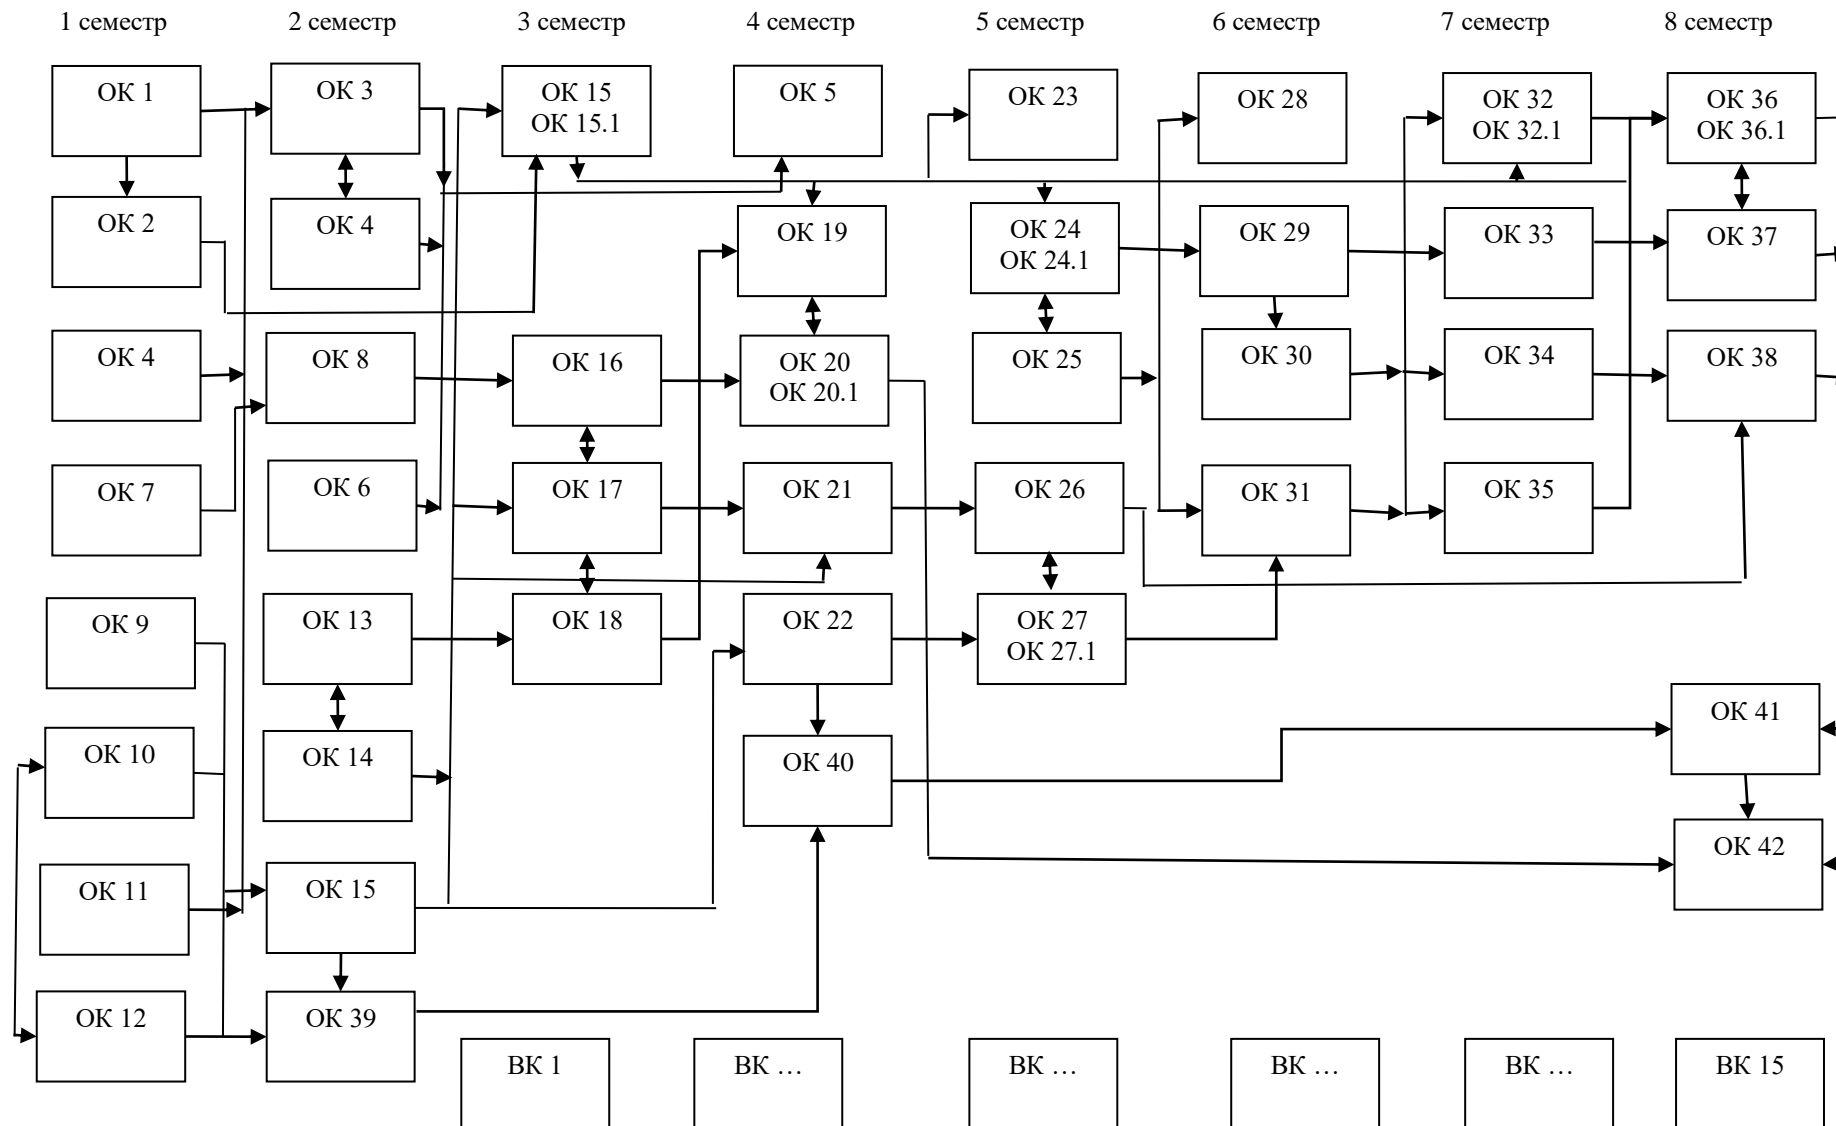 1 семестр
2 семестр
3 семестр
4 семестр
5 семестр
6 семестр
7 семестр
8 семестр
ОК 1
ОК 3
ОК 15
ОК 15.1
ОК 5
ОК 23
ОК 28
ОК 32
ОК 32.1
ОК 36
ОК 36.1
ОК 2
ОК 4
ОК 19
ОК 24
ОК 24.1
ОК 29
ОК 33
ОК 37
ОК 4
ОК 8
ОК 16
ОК 20
ОК 20.1
ОК 25
ОК 30
ОК 34
ОК 38
ОК 7
ОК 6
ОК 17
ОК 21
ОК 26
ОК 31
ОК 35
ОК 9
ОК 13
ОК 18
ОК 22
ОК 27
ОК 27.1
ОК 10
ОК 14
ОК 40
ОК 41
ОК 11
ОК 15
ОК 42
ОК 12
ОК 39
ВК 1
ВК …
ВК …
ВК …
ВК …
ВК 15